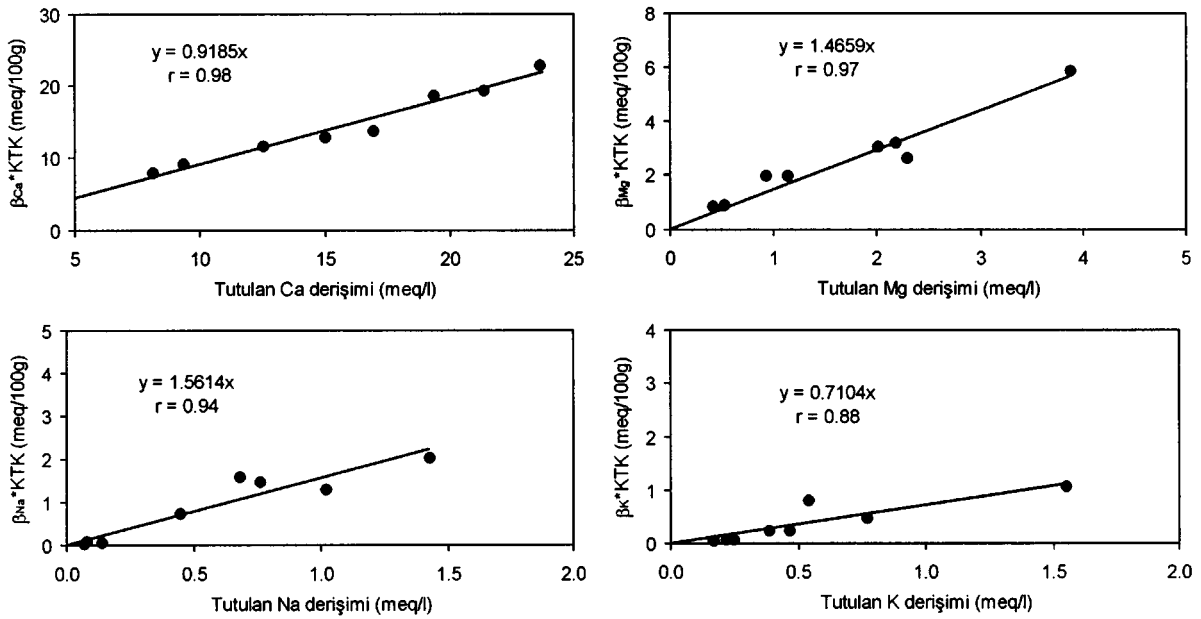 30
20
10
0
βCa*KTK (meq/100g)
y = 0.9185x
r = 0.98
5 10 15 20 25
Tutulan Ca derişimi (meq/l)
8
6
4
2
0
βMg*KTK (meq/100g)
y = 1.4659x
r = 0.97
0 1 2 3 4 5
Tutulan Mg derişimi (meq/l)
5
4
3
2
1
0
βNa*KTK (meq/100g)
y = 1.5614x
r = 0.94
0.0 0.5 1.0 1.5 2.0
Tutulan Na derişimi (meq/l)
4
3
2
1
0
βK*KTK (meq/100g)
y = 0.7104x
r = 0.88
0.0 0.5 1.0 1.5 2.0
Tutulan K derişimi (meq/l)